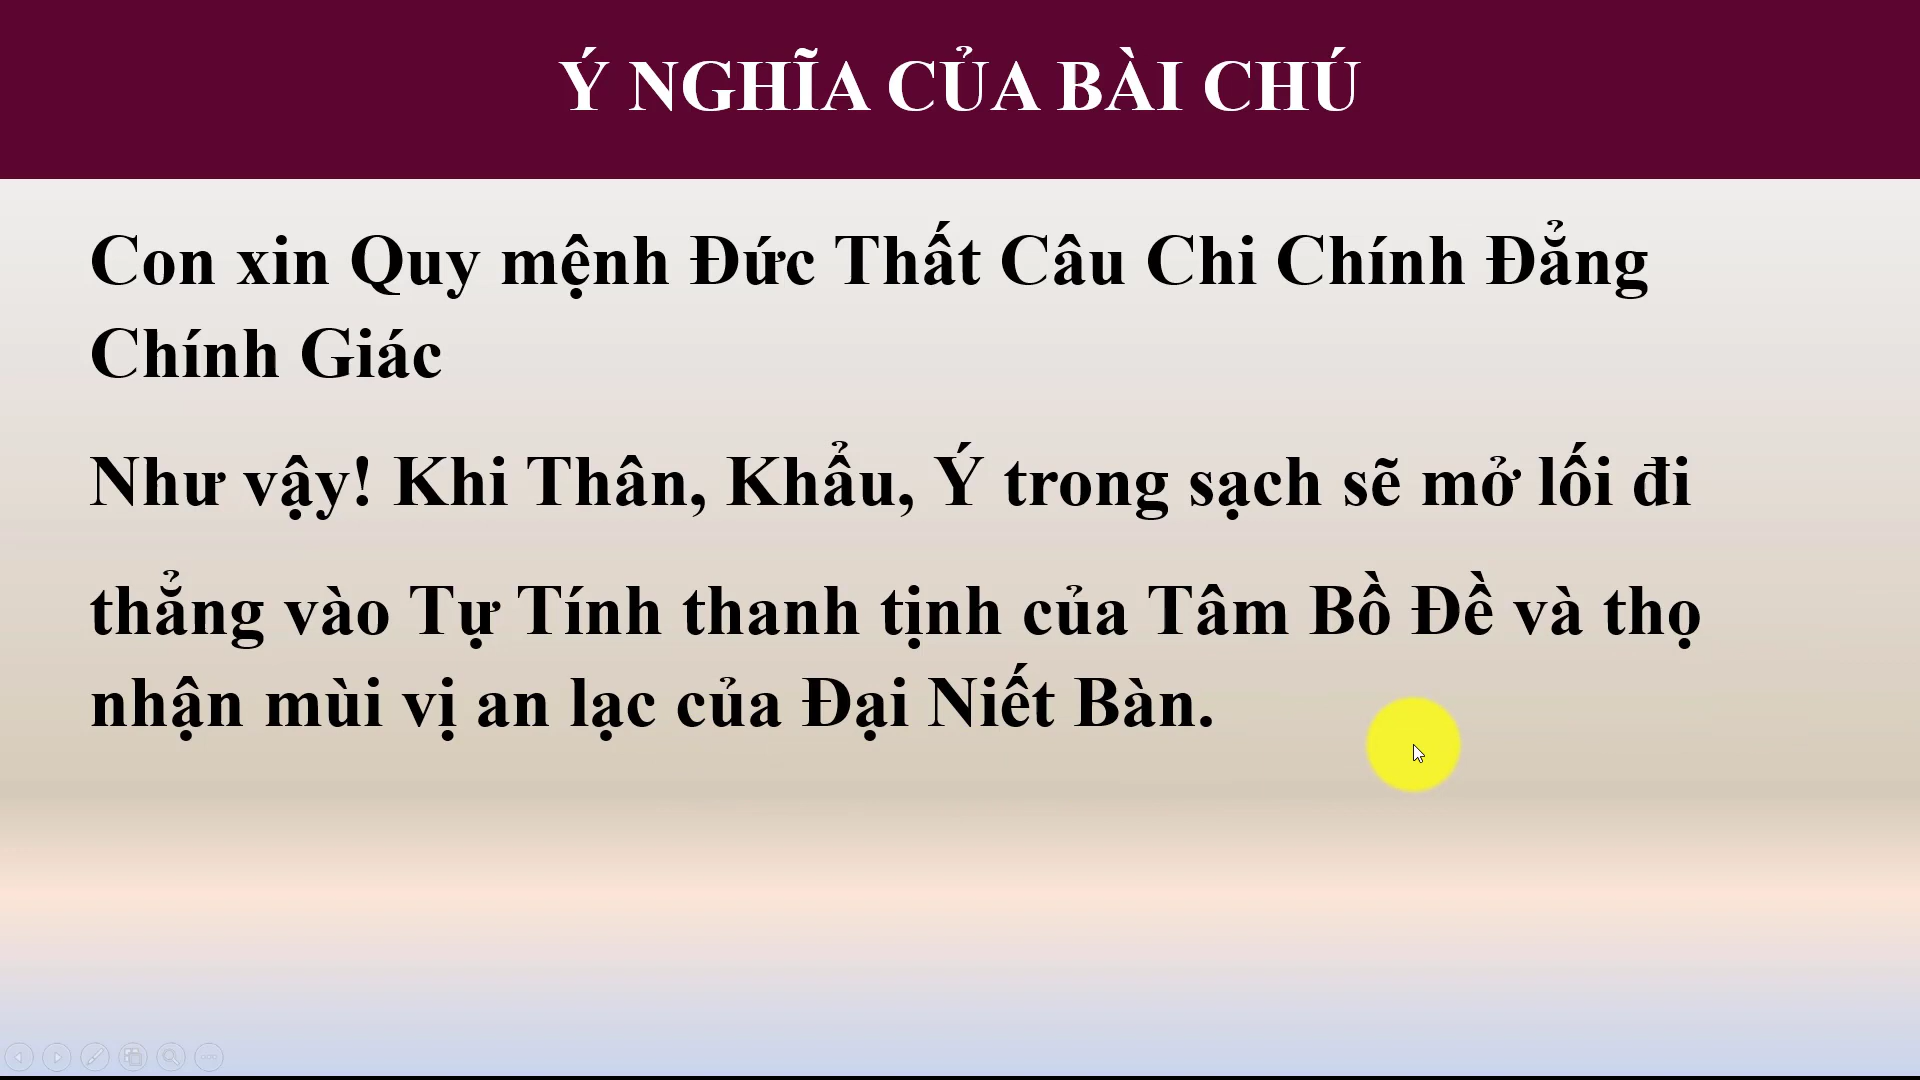 Ý NGHĨA CỦA BÀI CHÚ
Con xin Quy mệnh Đức Thất Câu Chi Chính Đẳng
Chính Giác
Như vậy! Khi Thân, Khẩu, Ý trong sạch sẽ mở lối đi
thẳng vào Tự Tính thanh tịnh của Tâm Bồ Đề và thọ
nhận mùi vị an lạc của Đại Niết Bàn.